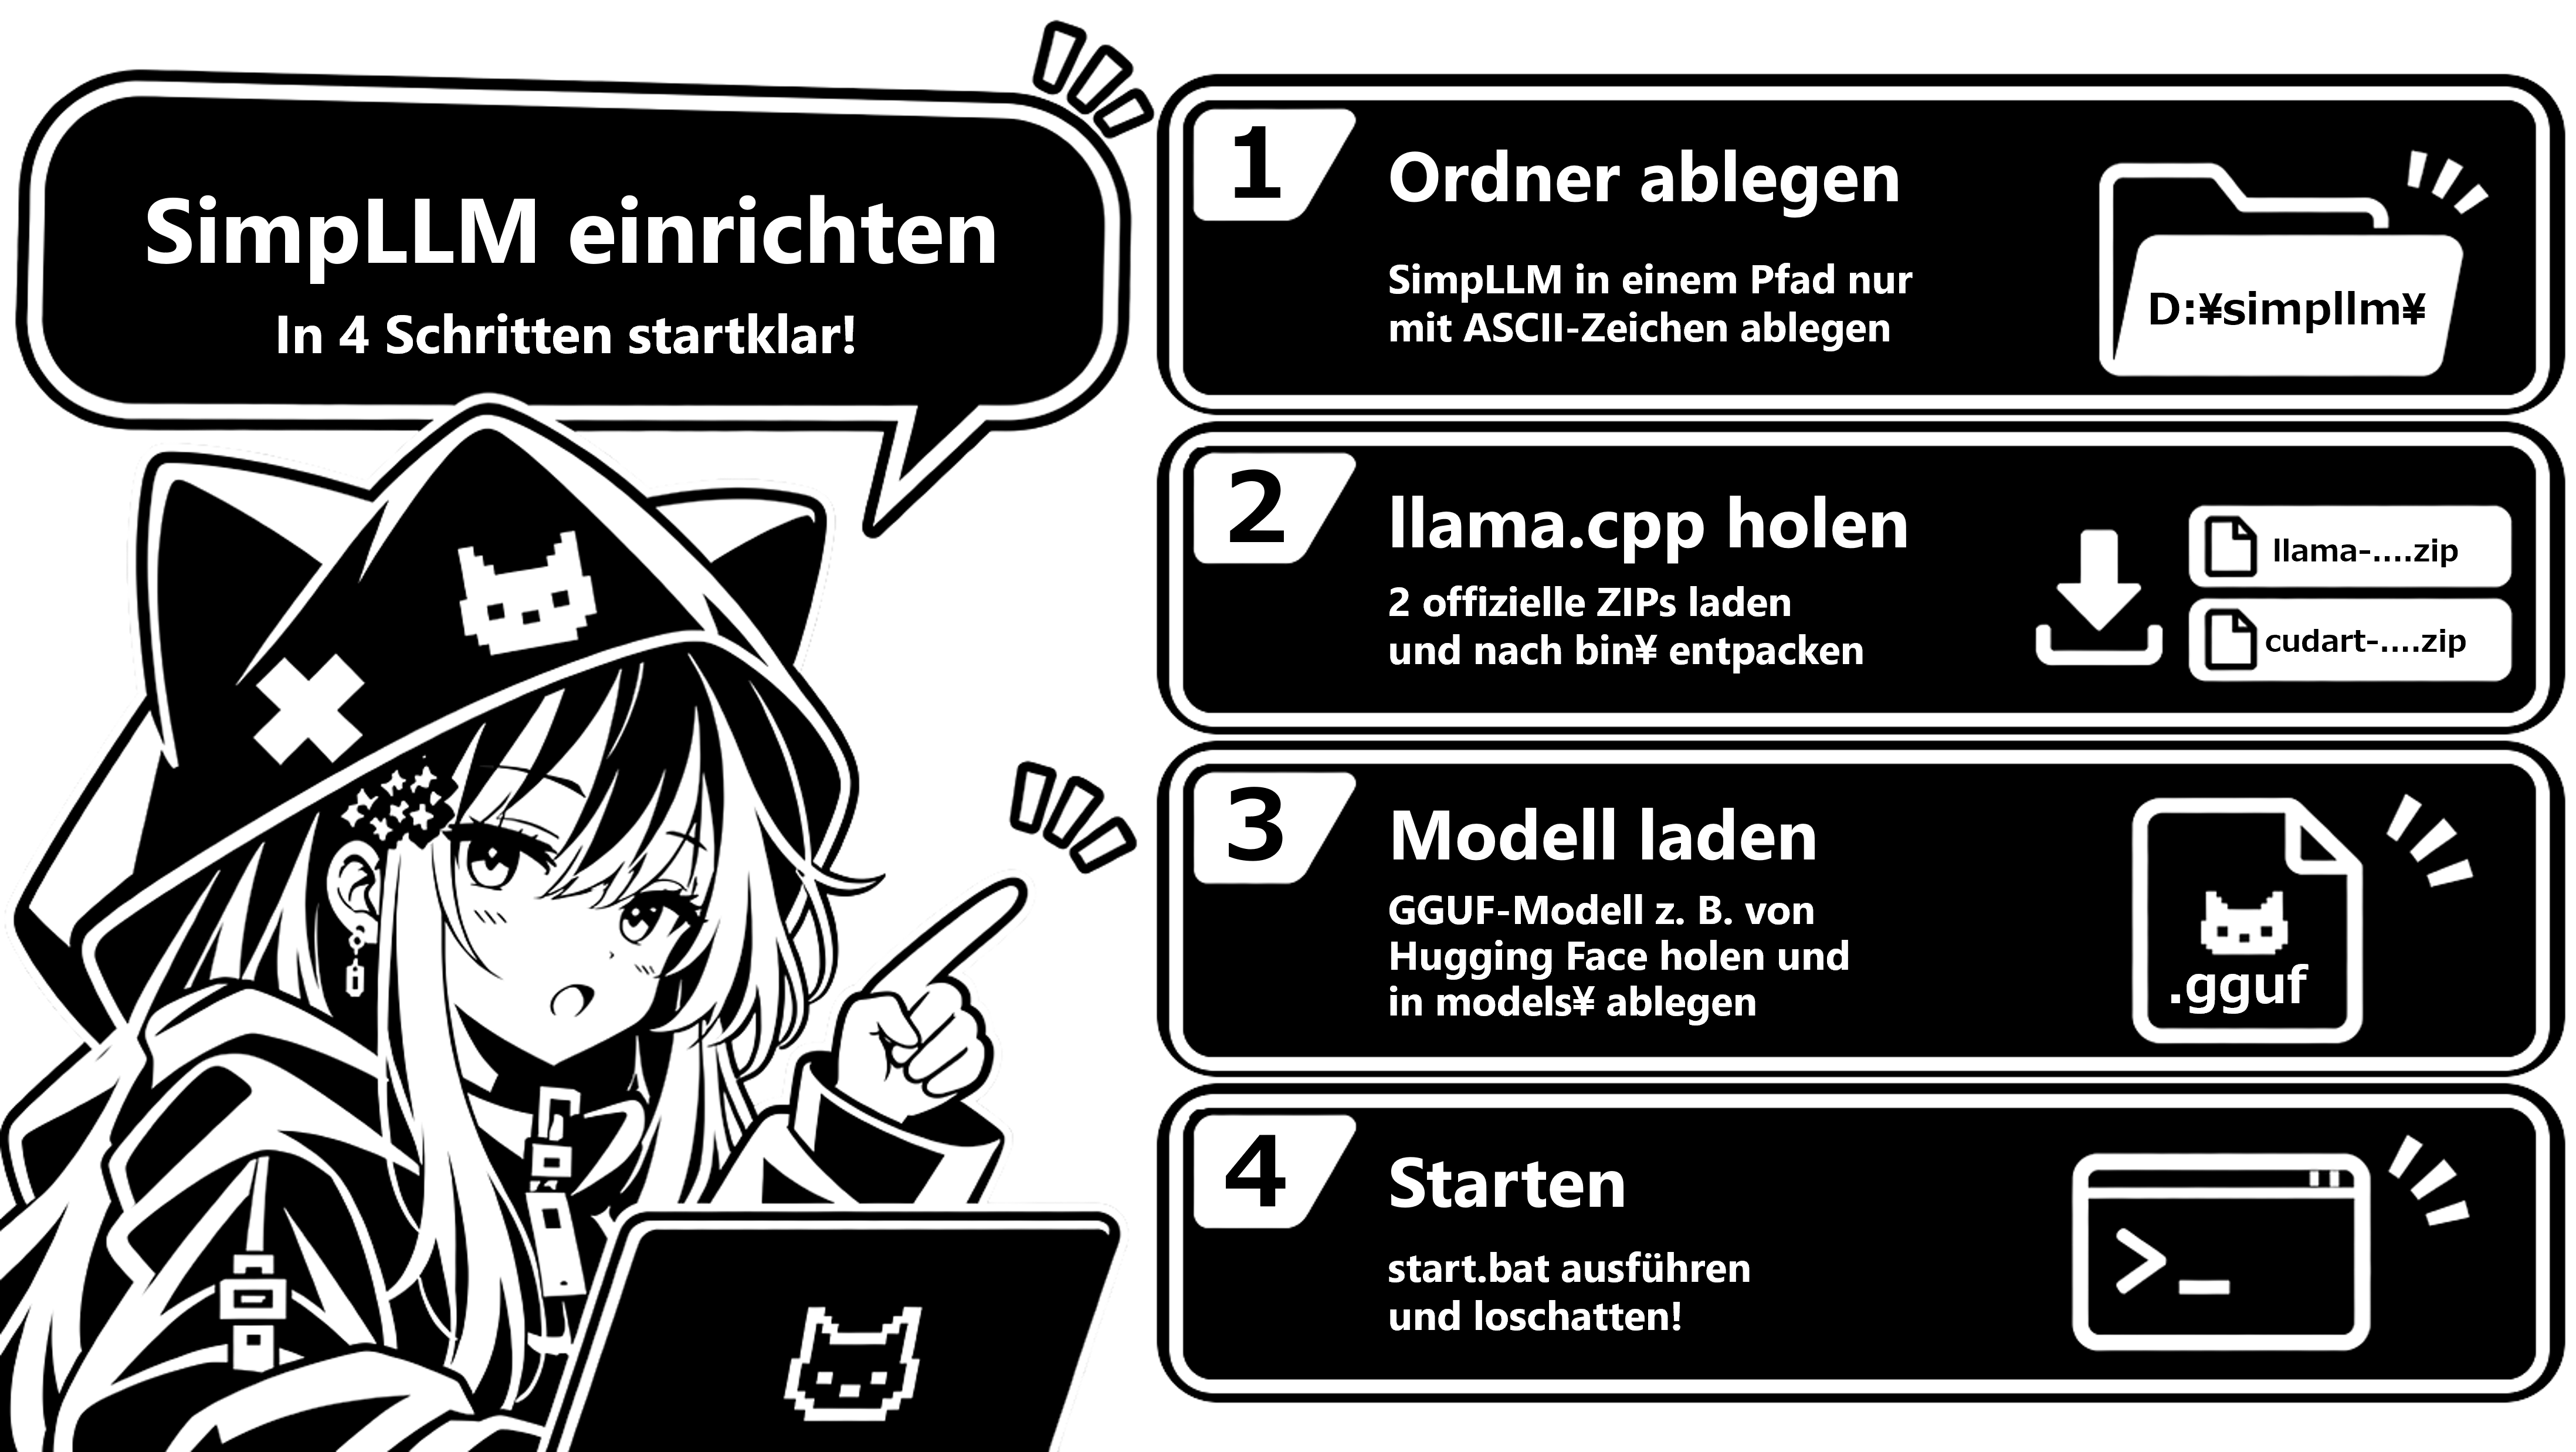 SimpLLM einrichten
In 4 Schritten startklar!
1
Ordner ablegen
SimpLLM in einem Pfad nur
mit ASCII-Zeichen ablegen
D:¥simpllm¥
2
llama.cpp holen
2 offizielle ZIPs laden
und nach bin¥ entpacken
llama-....zip
cudart-....zip
3
Modell laden
GGUF-Modell z. B. von
Hugging Face holen und
in models¥ ablegen
.gguf
4
Starten
start.bat ausführen
und loschatten!
>_